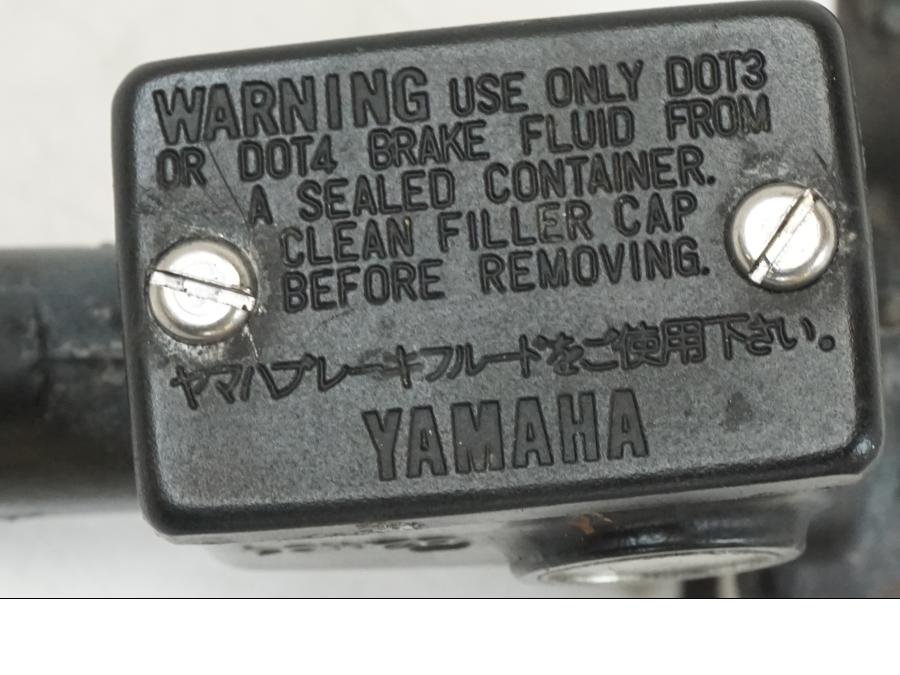 WARNING USE ONLY DOT3
OR DOT4 BRAKE FLUID FROM
A SEALED CONTAINER.
CLEAN FILLER CAP
BEFORE REMOVING.
ヤマハブレーキフルードをご使用下さい。
YAMAHA